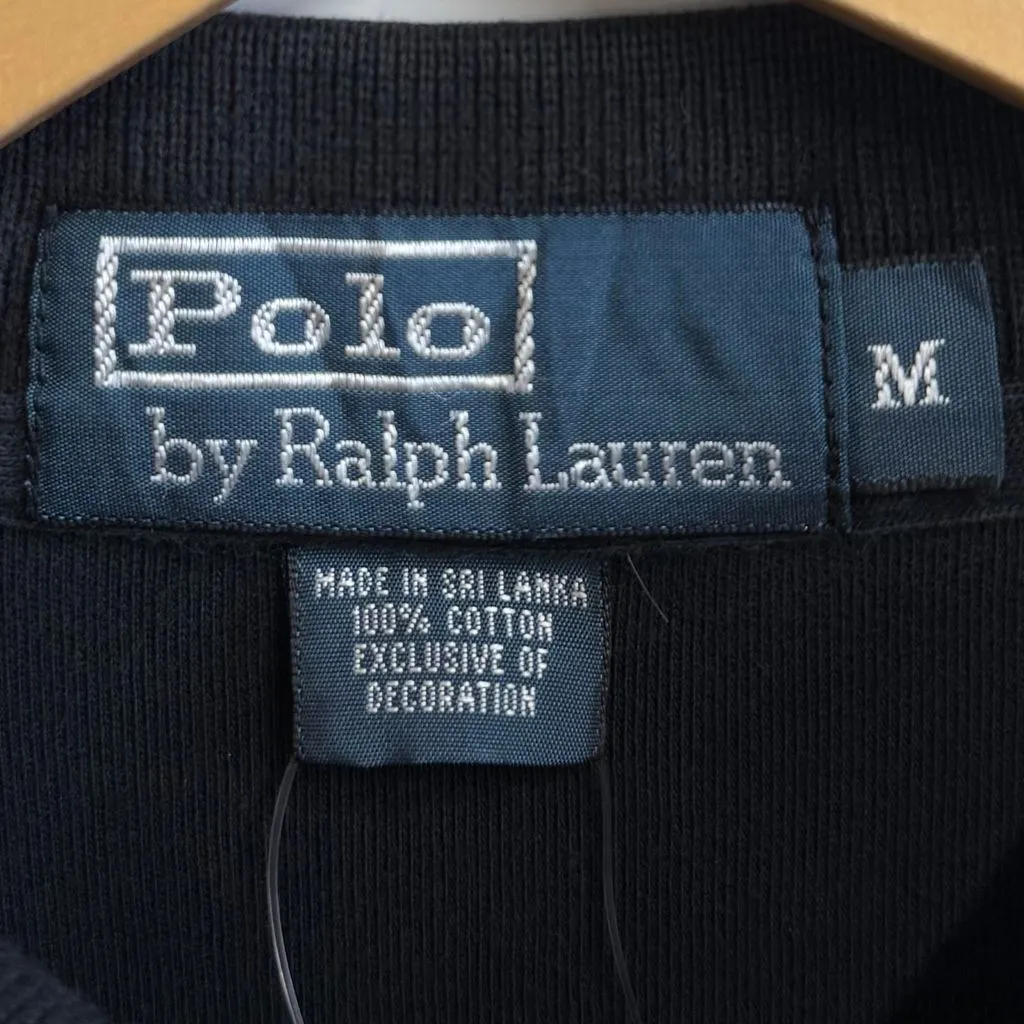 Polo
by Ralph Lauren
M
MADE IN SRI LANKA
100% COTTON
EXCLUSIVE OF
DECORATION